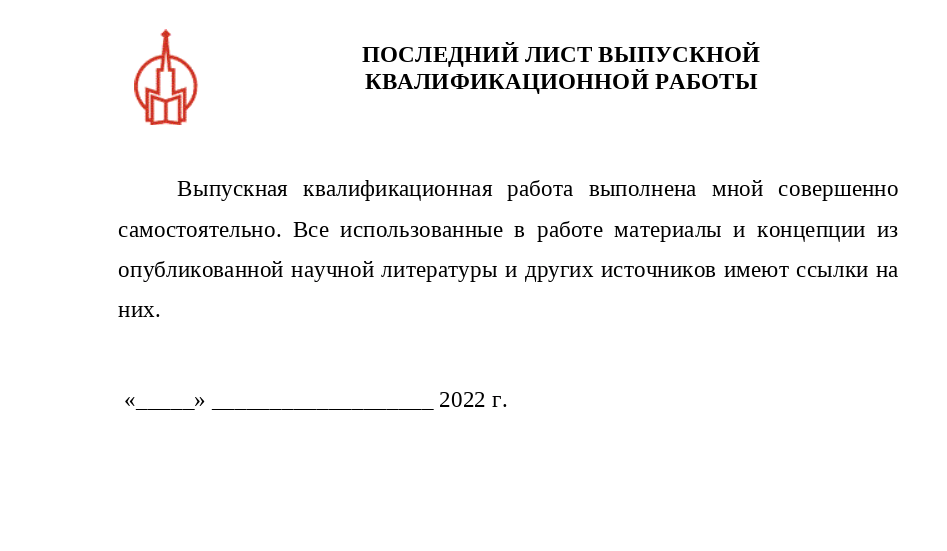 ПОСЛЕДНИЙ ЛИСТ ВЫПУСКНОЙ
КВАЛИФИКАЦИОННОЙ РАБОТЫ
Выпускная квалификационная работа выполнена мной совершенно
самостоятельно. Все использованные в работе материалы и концепции из
опубликованной научной литературы и других источников имеют ссылки на
них.
«_____» ___________________ 2022 г.